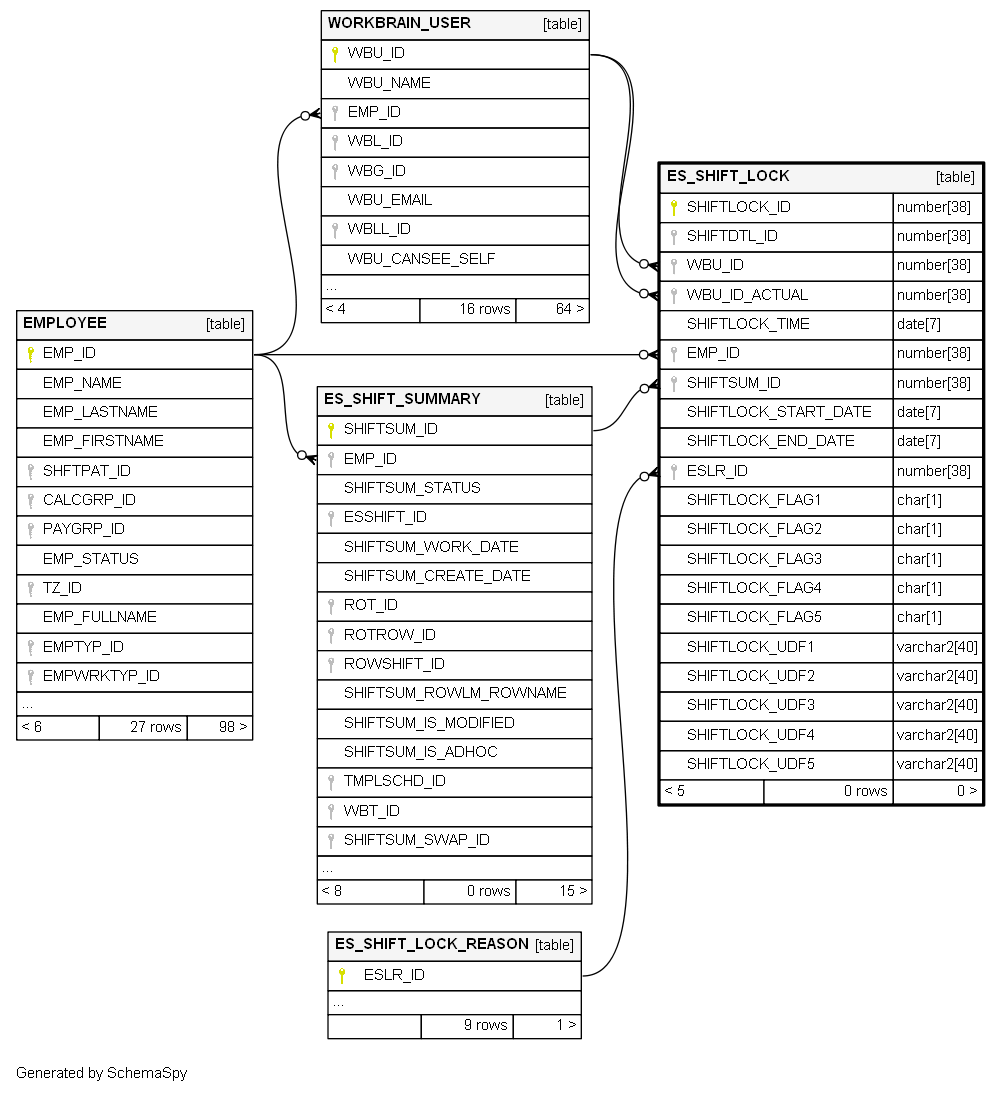 WORKBRAIN_USER [table]
WBU_ID
WBU_NAME
EMP_ID
WBL_ID
WBG_ID
WBU_EMAIL
WBLL_ID
WBU_CANSEE_SELF
...
< 4 16 rows 64 >
ES_SHIFT_LOCK [table]
SHIFTLOCK_ID number[38]
SHIFTDTL_ID number[38]
WBU_ID number[38]
WBU_ID_ACTUAL number[38]
SHIFTLOCK_TIME date[7]
EMP_ID number[38]
SHIFTSUM_ID number[38]
SHIFTLOCK_START_DATE date[7]
SHIFTLOCK_END_DATE date[7]
ESLR_ID number[38]
SHIFTLOCK_FLAG1 char[1]
SHIFTLOCK_FLAG2 char[1]
SHIFTLOCK_FLAG3 char[1]
SHIFTLOCK_FLAG4 char[1]
SHIFTLOCK_FLAG5 char[1]
SHIFTLOCK_UDF1 varchar2[40]
SHIFTLOCK_UDF2 varchar2[40]
SHIFTLOCK_UDF3 varchar2[40]
SHIFTLOCK_UDF4 varchar2[40]
SHIFTLOCK_UDF5 varchar2[40]
< 5 0 rows 0 >
EMPLOYEE [table]
EMP_ID
EMP_NAME
EMP_LASTNAME
EMP_FIRSTNAME
SHFTPAT_ID
CALCGRP_ID
PAYGRP_ID
EMP_STATUS
TZ_ID
EMP_FULLNAME
EMPTYP_ID
EMPWRKTYP_ID
...
< 6 27 rows 98 >
ES_SHIFT_SUMMARY [table]
SHIFTSUM_ID
EMP_ID
SHIFTSUM_STATUS
ESSHIFT_ID
SHIFTSUM_WORK_DATE
SHIFTSUM_CREATE_DATE
ROT_ID
ROTROW_ID
ROWSHIFT_ID
SHIFTSUM_ROWLM_ROWNAME
SHIFTSUM_IS_MODIFIED
SHIFTSUM_IS_ADHOC
TMPLSCHD_ID
WBT_ID
SHIFTSUM_SWAP_ID
...
< 8 0 rows 15 >
ES_SHIFT_LOCK_REASON [table]
ESLR_ID
...
9 rows 1 >
Generated by SchemaSpy